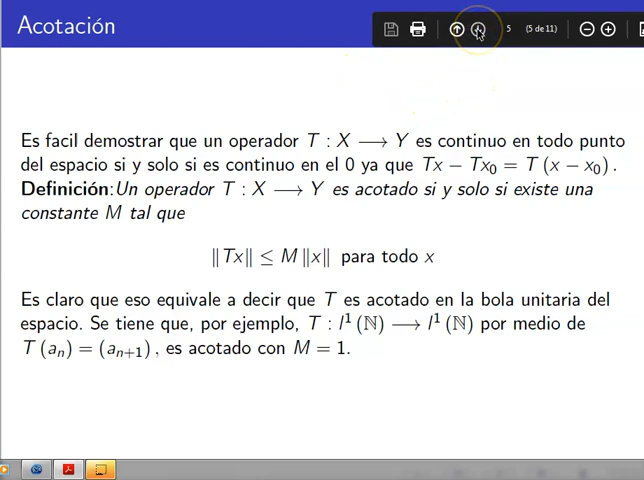 Acotación
5 (5 de 11)
Es facil demostrar que un operador T : X ⟶ Y es continuo en todo punto
del espacio si y solo si es continuo en el 0 ya que Tx − Tx₀ = T (x − x₀) .
Definición:Un operador T : X ⟶ Y es acotado si y solo si existe una
constante M tal que
‖Tx‖ ≤ M ‖x‖ para todo x
Es claro que eso equivale a decir que T es acotado en la bola unitaria del
espacio. Se tiene que, por ejemplo, T : l¹ (ℕ) ⟶ l¹ (ℕ) por medio de
T (aₙ) = (aₙ₊₁) , es acotado con M = 1.